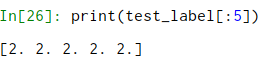 In[26]: print(test_label[:5])
[2. 2. 2. 2. 2.]